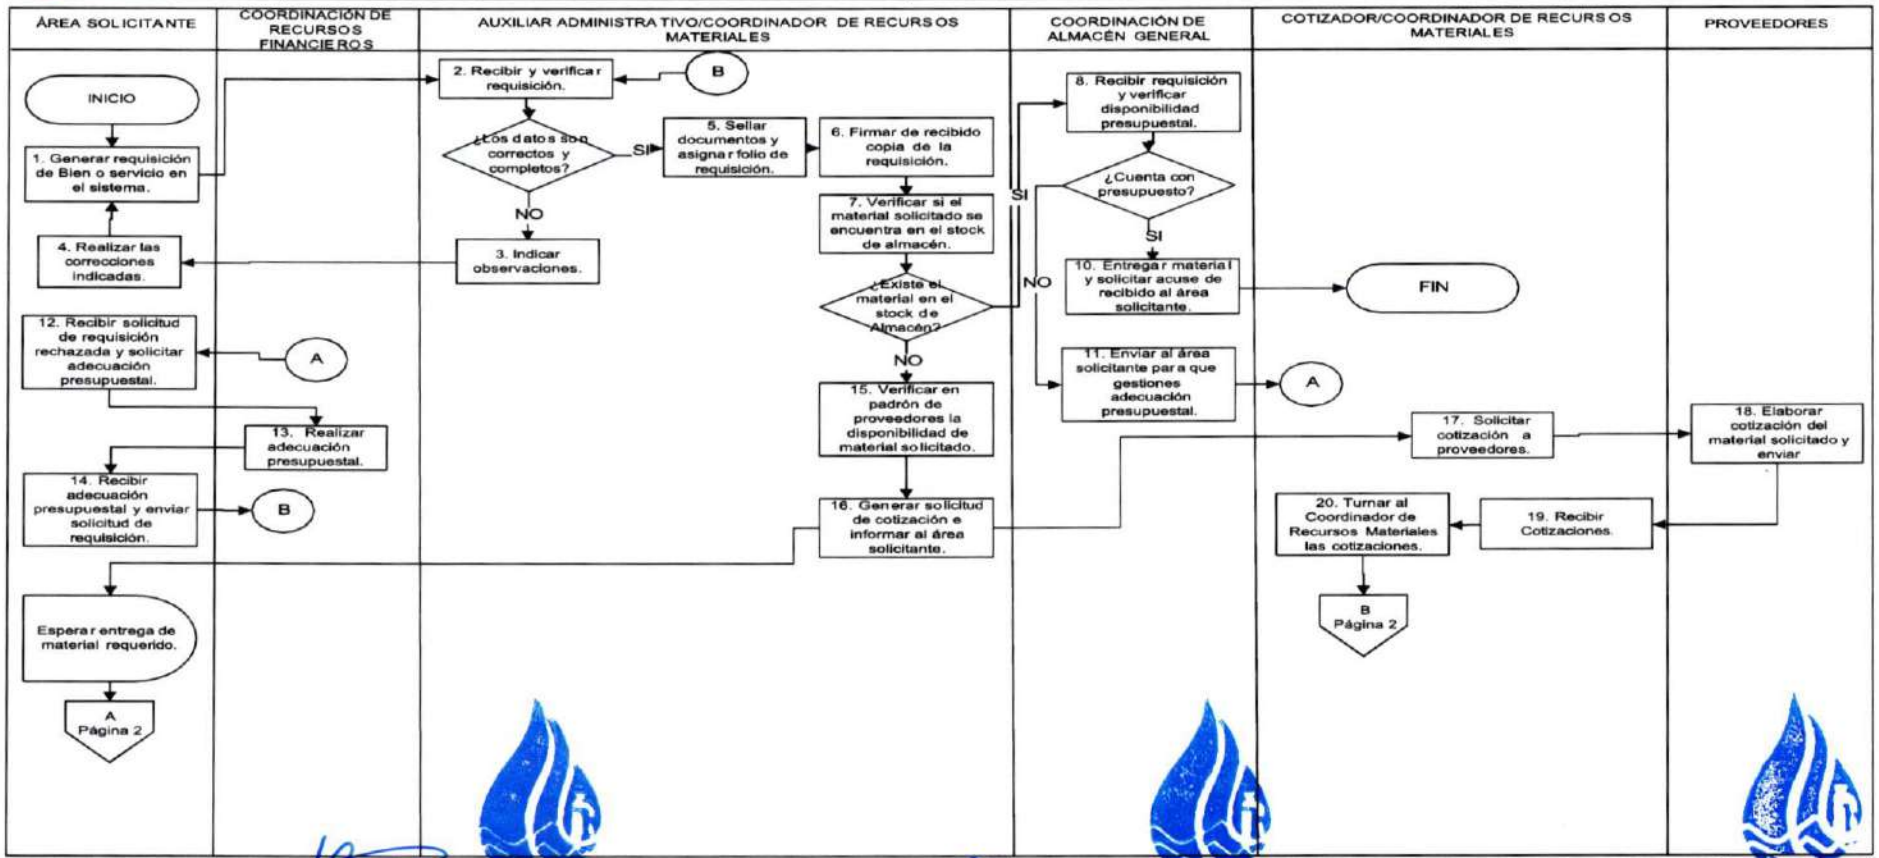 ÁREA SOLICITANTE
COORDINACIÓN DE
RECURSOS
FINANCIEROS
AUXILIAR ADMINISTRATIVO/COORDINADOR DE RECURSOS
MATERIALES
COORDINACIÓN DE
ALMACÉN GENERAL
COTIZADOR/COORDINADOR DE RECURSOS
MATERIALES
PROVEEDORES
INICIO
1. Generar requisición
de Bien o servicio en
el sistema.
2. Recibir y verificar
requisición.
B
¿Los datos son
correctos y
completos?
SI
NO
3. Indicar
observaciones.
4. Realizar las
correcciones
indicadas.
5. Sellar
documentos y
asignar folio de
requisición.
6. Firmar de recibido
copia de la
requisición.
7. Verificar si el
material solicitado se
encuentra en el stock
de almacén.
¿Existe el
material en el
stock de
Almacén?
SI
NO
8. Recibir requisición
y verificar
disponibilidad
presupuestal.
¿Cuenta con
presupuesto?
SI
NO
10. Entregar material
y solicitar acuse de
recibido al área
solicitante.
FIN
11. Enviar al área
solicitante para que
gestiones
adecuación
presupuestal.
A
12. Recibir solicitud
de requisición
rechazada y solicitar
adecuación
presupuestal.
A
13. Realizar
adecuación
presupuestal.
14. Recibir
adecuación
presupuestal y enviar
solicitud de
requisición.
B
15. Verificar en
padrón de
proveedores la
disponibilidad de
material solicitado.
16. Generar solicitud
de cotización e
informar al área
solicitante.
17. Solicitar
cotización a
proveedores.
18. Elaborar
cotización del
material solicitado y
enviar
19. Recibir
Cotizaciones.
20. Turnar al
Coordinador de
Recursos Materiales
las cotizaciones.
B
Página 2
Esperar entrega de
material requerido.
A
Página 2